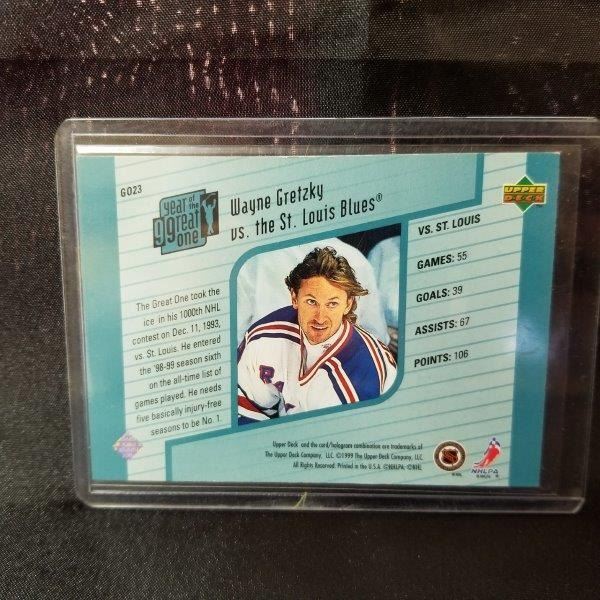 GO23
year of the
99reat
one
Wayne Gretzky
vs. the St. Louis Blues®
UPPER
DECK
VS. ST. LOUIS
GAMES: 55
GOALS: 39
ASSISTS: 67
POINTS: 106
The Great One took the
ice in his 1000th NHL
contest on Dec. 11, 1993,
vs. St. Louis. He entered
the '98-99 season sixth
on the all-time list of
games played. He needs
five basically injury-free
seasons to be No. 1.
Upper Deck and the card/hologram combination are trademarks of
The Upper Deck Company, LLC. ©1999 The Upper Deck Company, LLC.
All Rights Reserved. Printed in the U.S.A. ©NHLPA; ©NHL
NHLPA